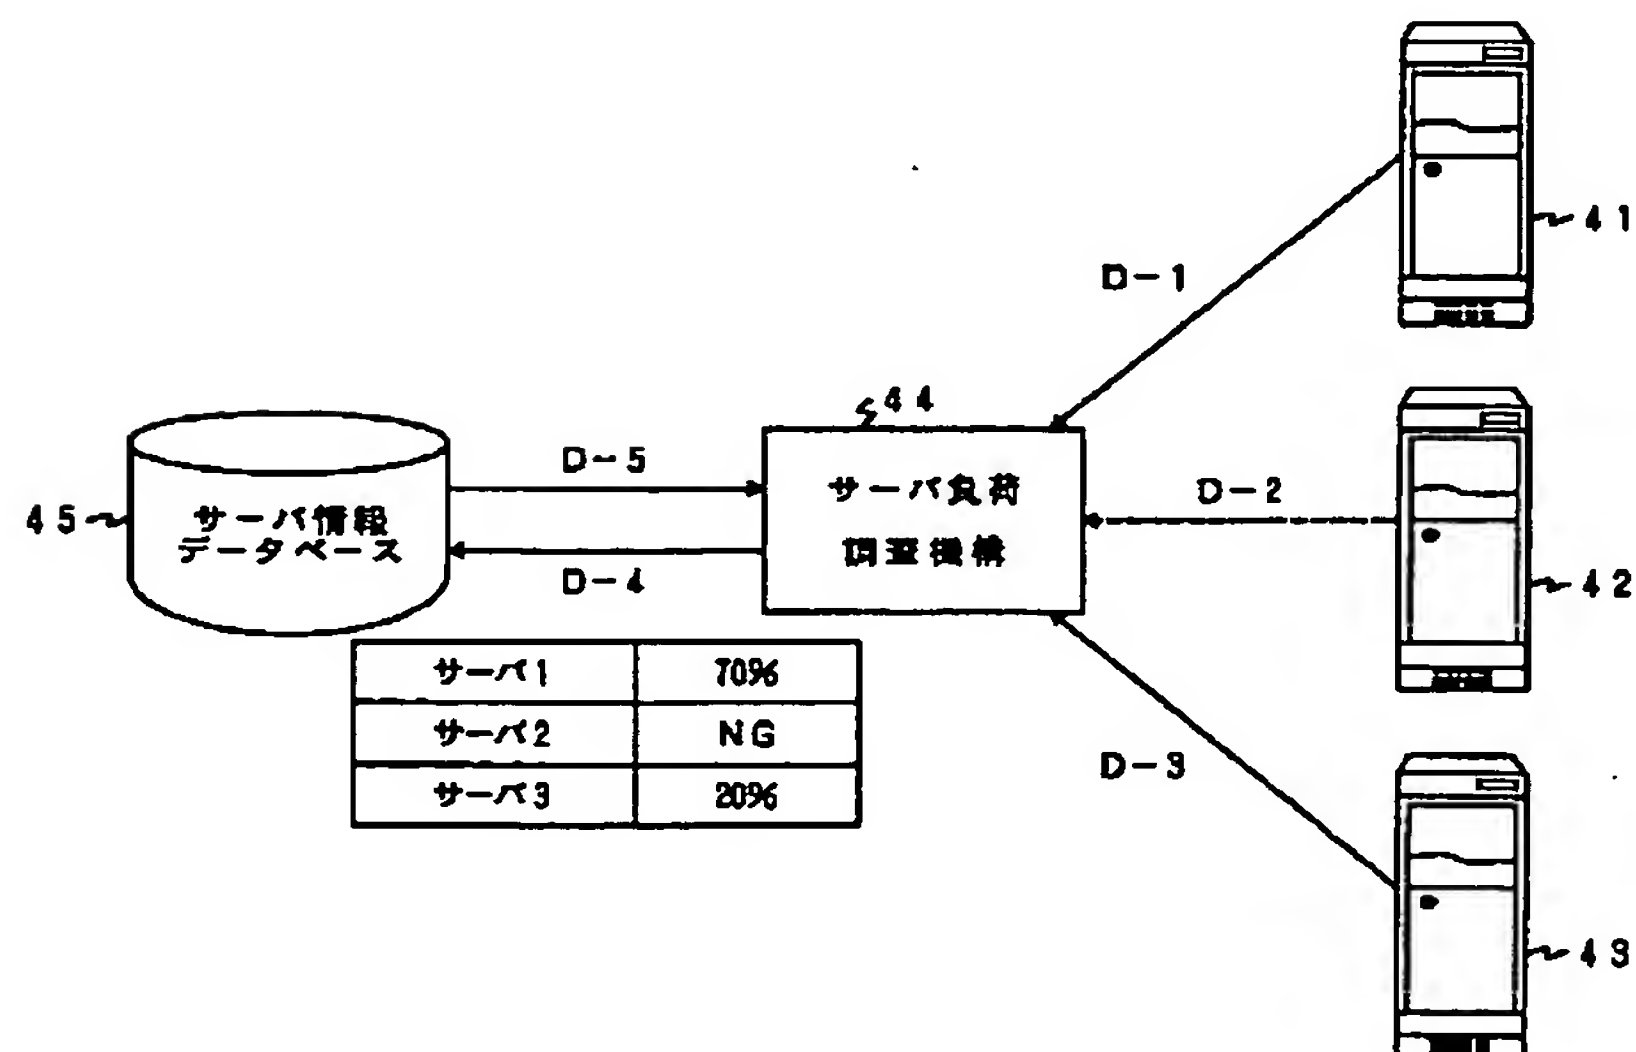 41
D-1
44
D-5
サーバ負荷
調整機構
D-2
45
サーバ情報
データベース
D-4
42
サーバ1 70%
サーバ2 NG
サーバ3 20%
D-3
43